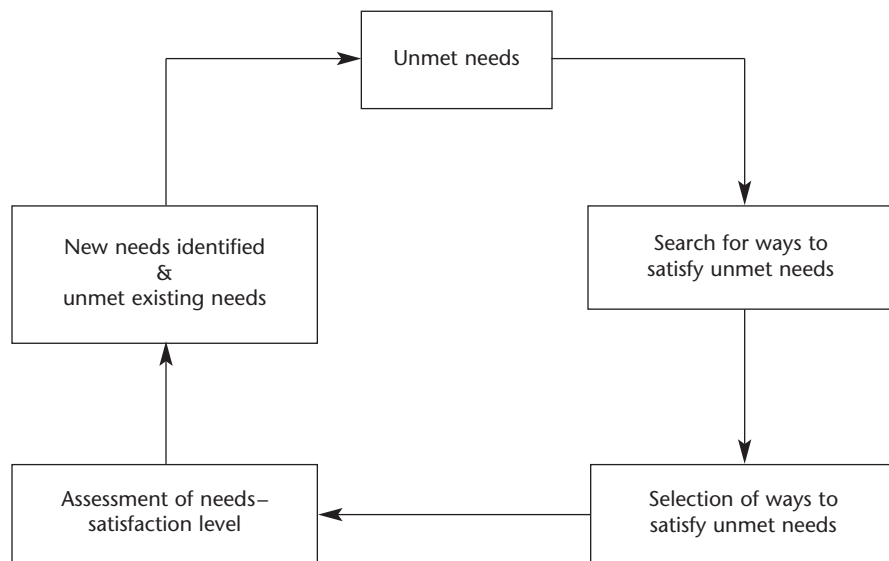 Unmet needs
Search for ways to
satisfy unmet needs
Selection of ways to
satisfy unmet needs
Assessment of needs–
satisfaction level
New needs identified
&
unmet existing needs